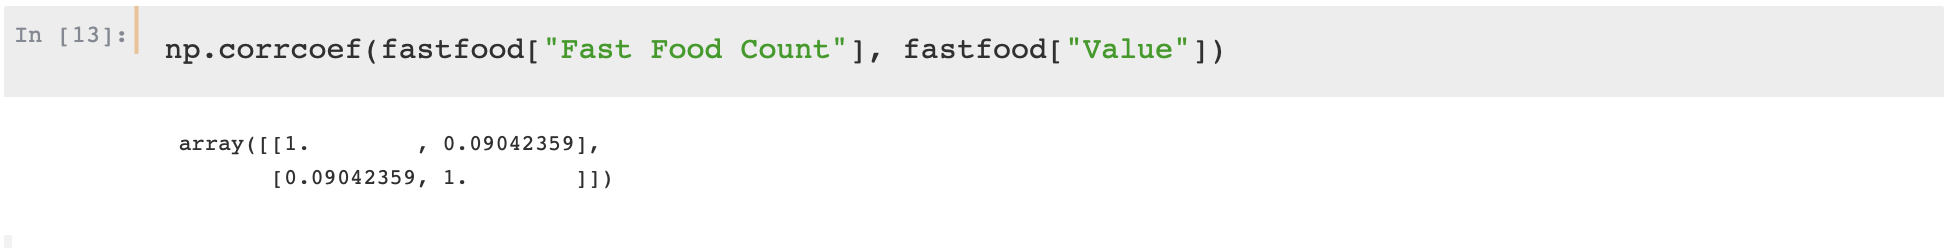 In [13]: np.corrcoef(fastfood["Fast Food Count"], fastfood["Value"])
array([[1.        , 0.09042359],
       [0.09042359, 1.        ]])